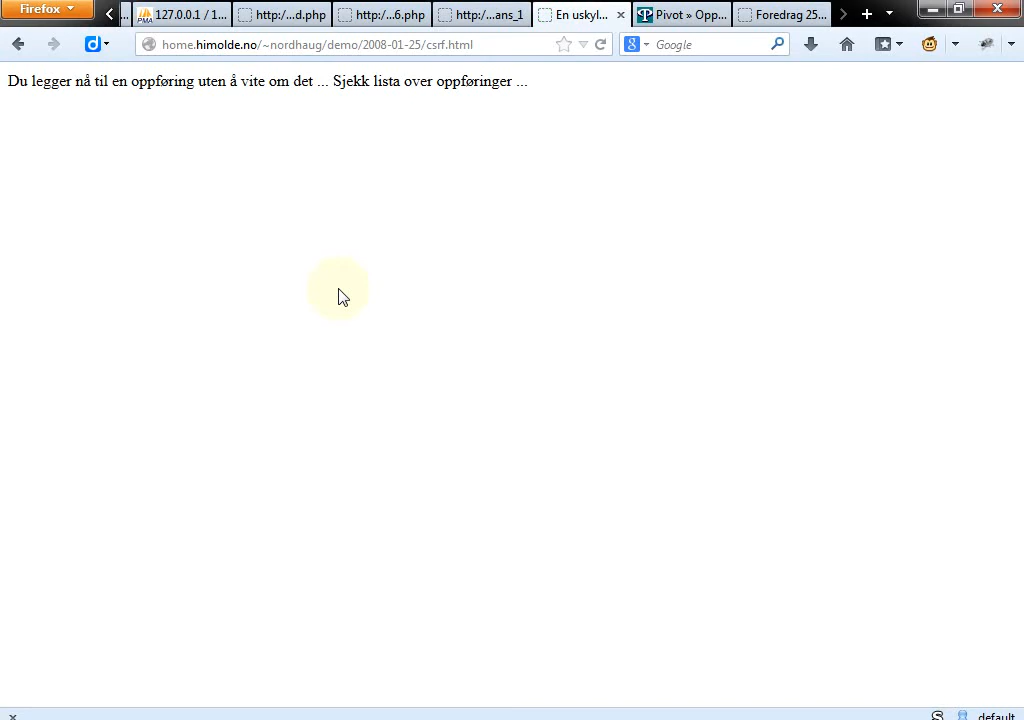 Firefox
127.0.0.1 / 1...
http:/...d.php
http:/...6.php
http:/...ans_1
En uskyl...
Pivot » Opp...
Foredrag 25...
home.himolde.no/~nordhaug/demo/2008-01-25/csrf.html
Google
Du legger nå til en oppføring uten å vite om det ... Sjekk lista over oppføringer ...
default